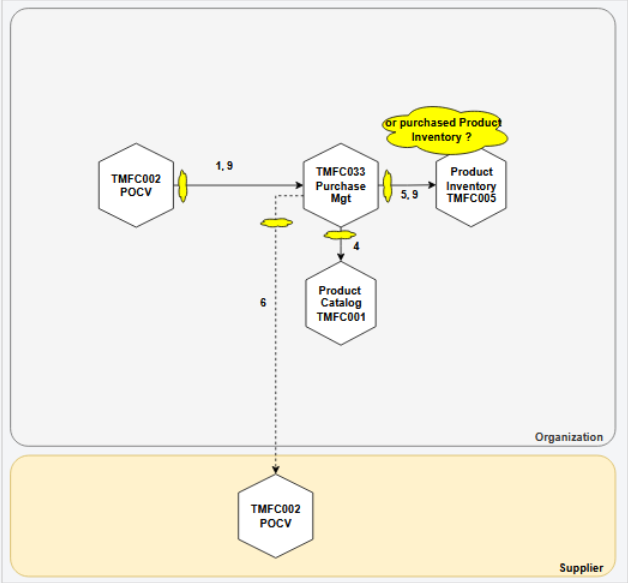 or purchased Product
Inventory ?
TMFC002
POCV
1, 9
TMFC033
Purchase
Mgt
5, 9
Product
Inventory
TMFC005
4
Product
Catalog
TMFC001
6
Organization
TMFC002
POCV
Supplier